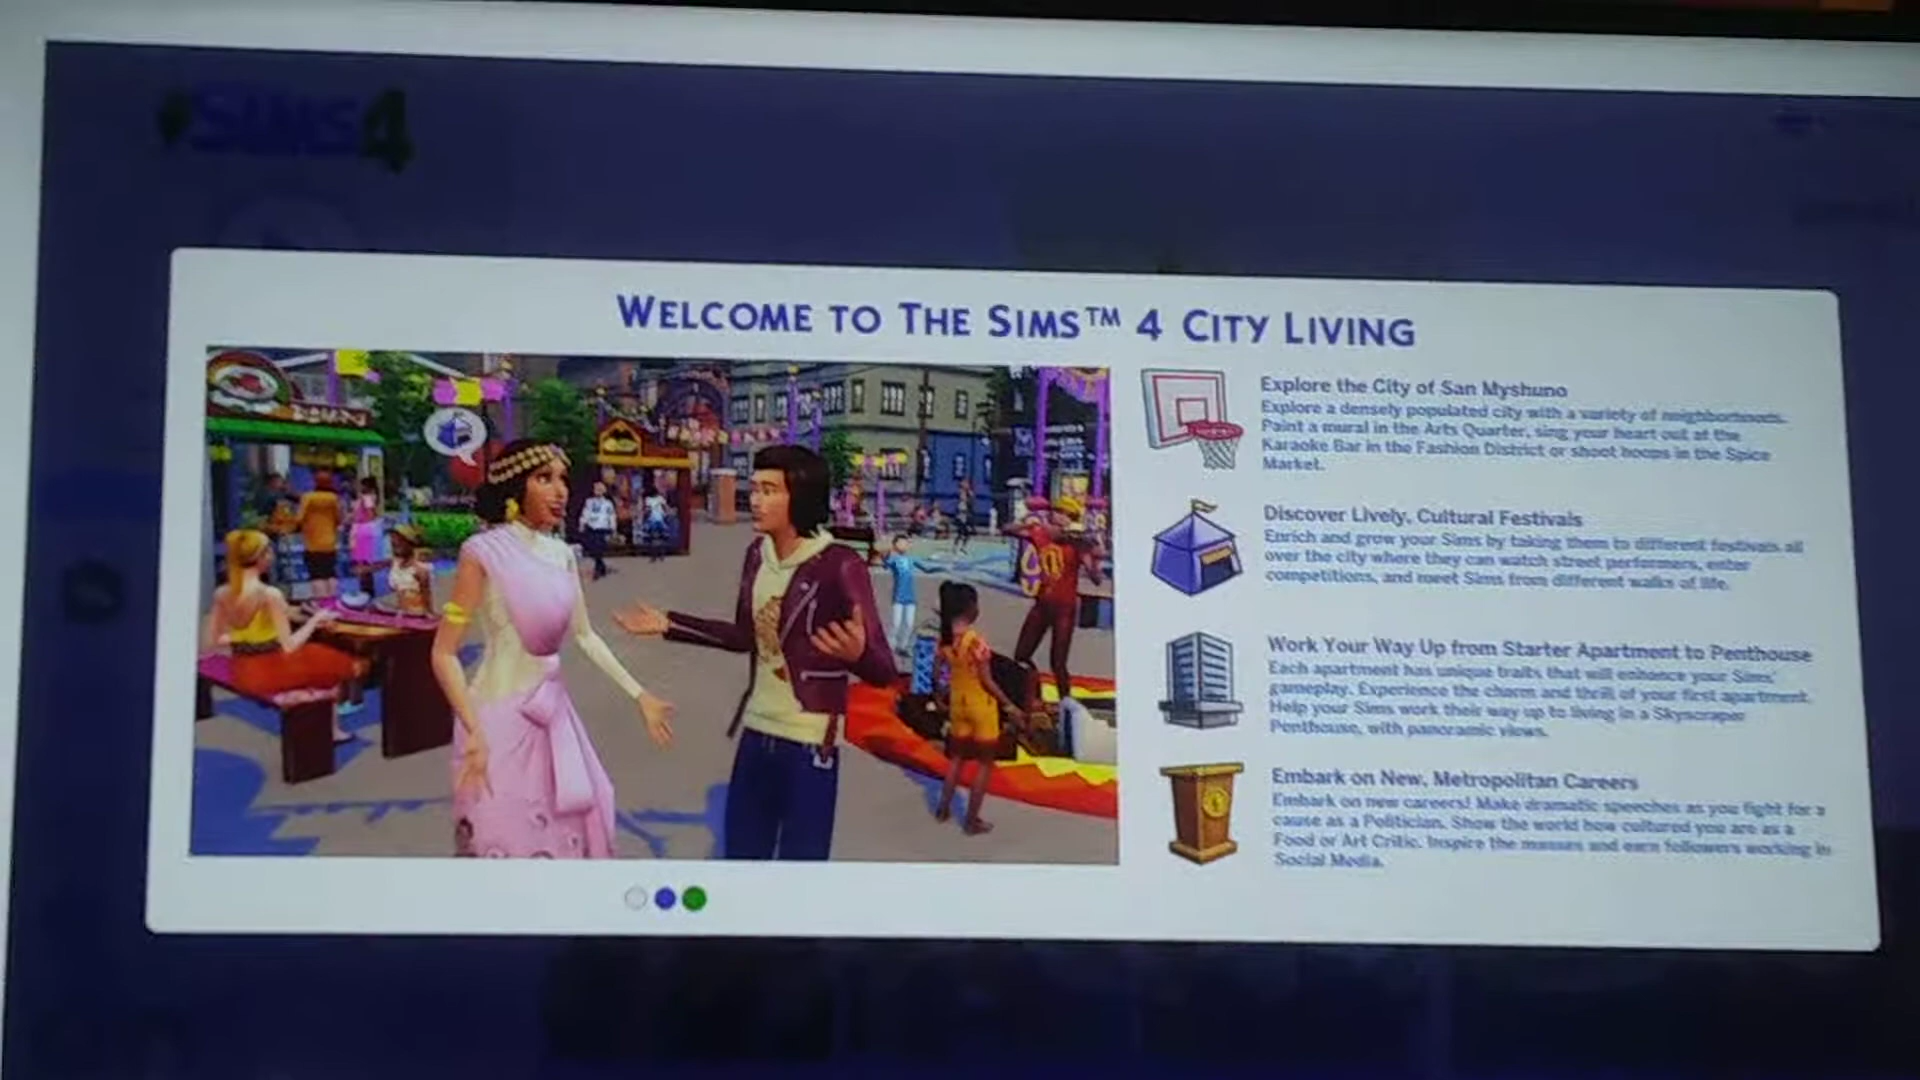 SIMS 4
WELCOME TO THE SIMS™ 4 CITY LIVING
Explore the City of San Myshuno
Explore a densely populated city with a variety of neighborhoods.
Paint a mural in the Arts Quarter, sing your heart out at the
Karaoke Bar in the Fashion District or shoot hoops in the Spice
Market.
Discover Lively, Cultural Festivals
Enrich and grow your Sims by taking them to different festivals all
over the city where they can watch street performers, enter
competitions, and meet Sims from different walks of life.
Work Your Way Up from Starter Apartment to Penthouse
Each apartment has unique traits that will enhance your Sims'
gameplay. Experience the charm and thrill of your first apartment.
Help your Sims work their way up to living in a Skyscraper
Penthouse, with panoramic views.
Embark on New, Metropolitan Careers
Embark on new careers! Make dramatic speeches as you fight for a
cause as a Politician. Show the world how cultured you are as a
Food or Art Critic. Inspire the masses and earn followers working in
Social Media.